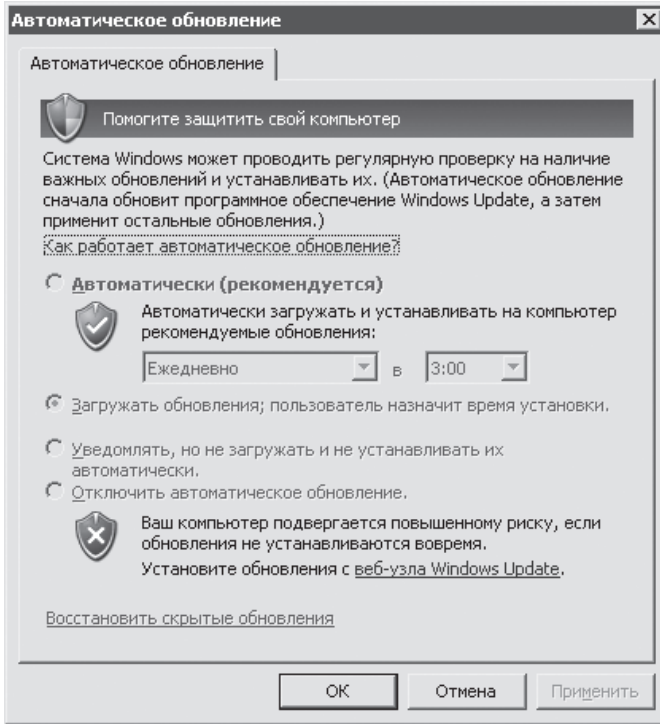 Автоматическое обновление
Автоматическое обновление
Помогите защитить свой компьютер
Система Windows может проводить регулярную проверку на наличие
важных обновлений и устанавливать их. (Автоматическое обновление
сначала обновит программное обеспечение Windows Update, а затем
применит остальные обновления.)
Как работает автоматическое обновление?
Автоматически (рекомендуется)
Автоматически загружать и устанавливать на компьютер
рекомендуемые обновления:
Ежедневно в 3:00
Загружать обновления; пользователь назначит время установки.
Уведомлять, но не загружать и не устанавливать их
автоматически.
Отключить автоматическое обновление.
Ваш компьютер подвергается повышенному риску, если
обновления не устанавливаются вовремя.
Установите обновления с веб-узла Windows Update.
Восстановить скрытые обновления
ОК Отмена Применить